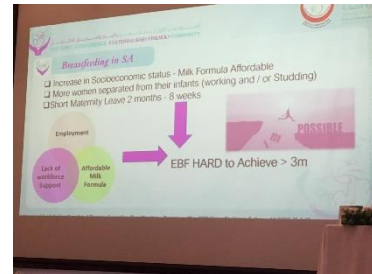 Breastfeeding in SA
❑ Increase in Socioeconomic status - Milk Formula Affordable
❑ More women separated from their infants (working and / or Studding)
❑Short Maternity Leave 2 months - 8 weeks
Employment
Lack of
workforce
Support
Affordable
Milk
Formula
POSSIBLE
IM
EBF HARD to Achieve > 3m